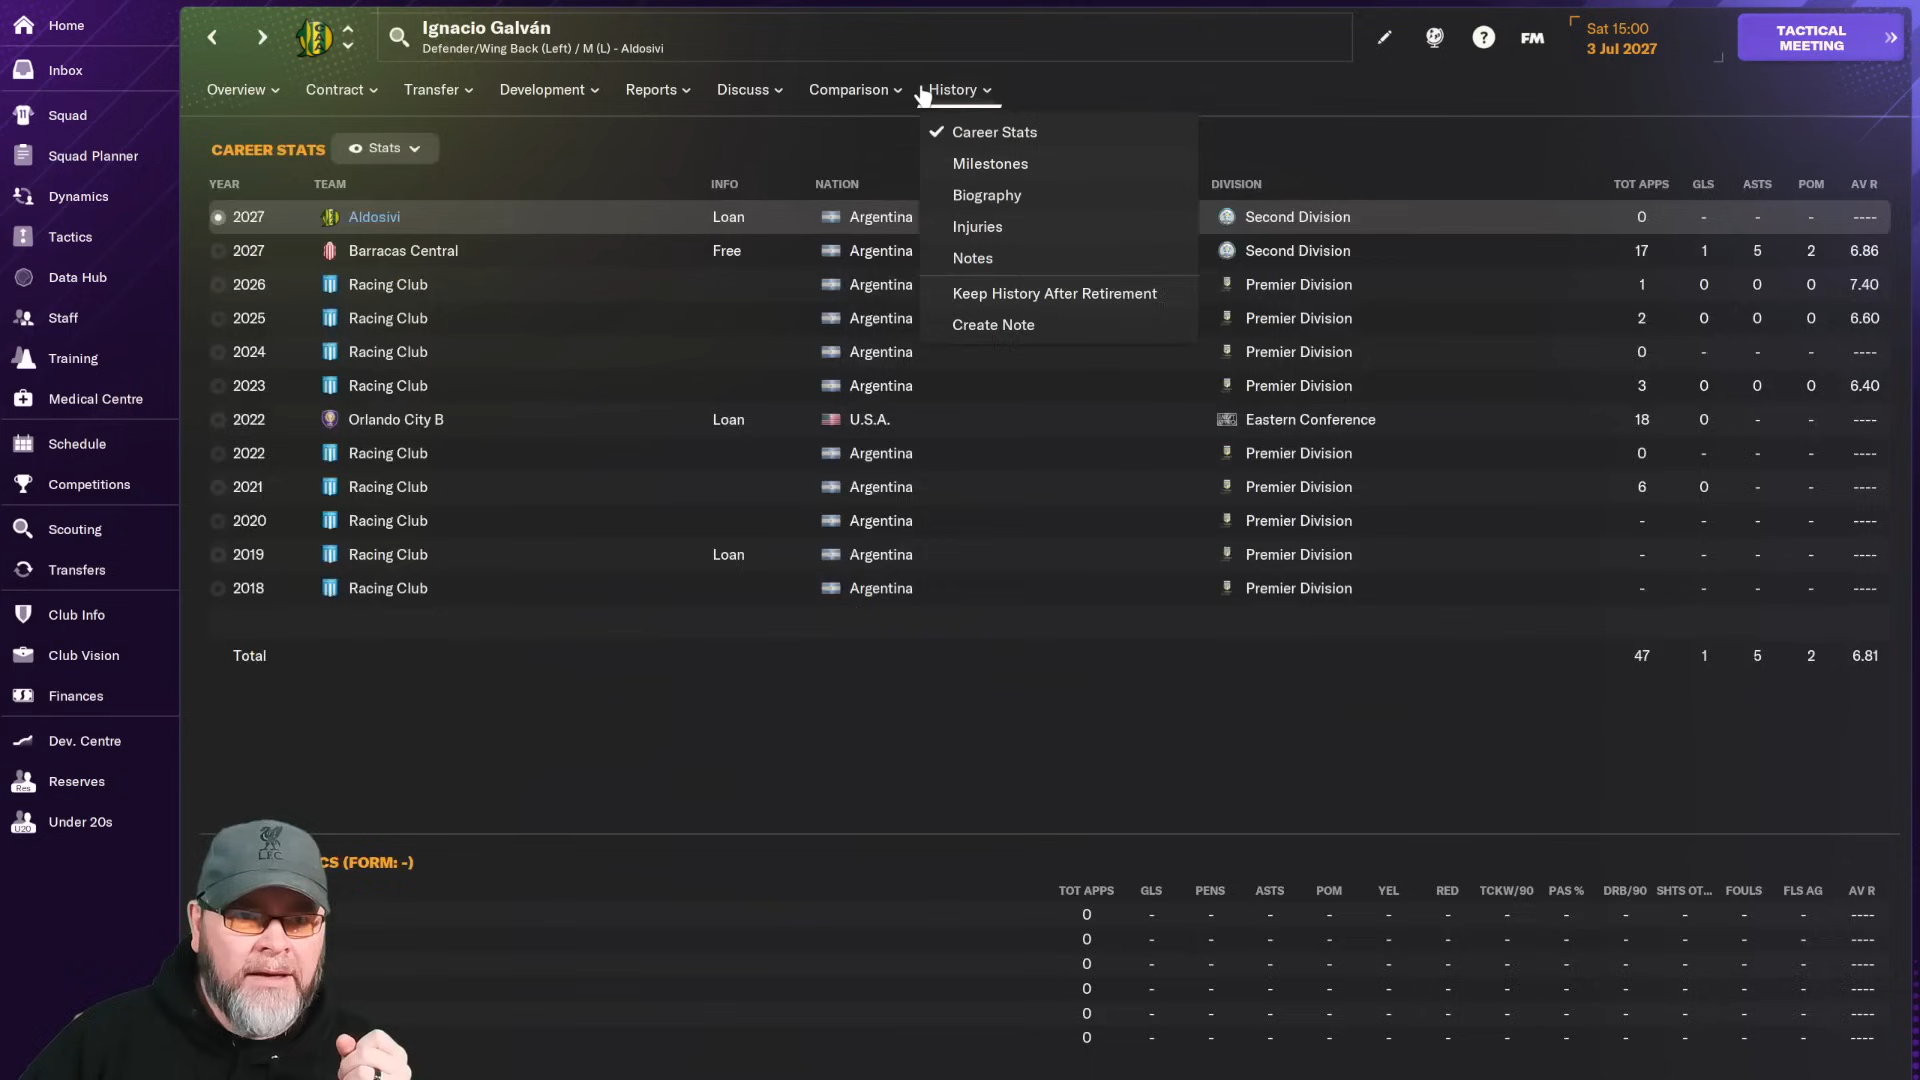 Home
Inbox
Squad
Squad Planner
Dynamics
Tactics
Data Hub
Staff
Training
Medical Centre
Schedule
Competitions
Scouting
Transfers
Club Info
Club Vision
Finances
Dev. Centre
Res
Reserves
U20
Under 20s
Ignacio Galván
Defender/Wing Back (Left) / M (L) - Aldosivi
?
FM
Sat 15:00
3 Jul 2027
TACTICAL
MEETING
Overview Contract Transfer Development Reports Discuss Comparison History
Career Stats
Milestones
Biography
Injuries
Notes
Keep History After Retirement
Create Note
CAREER STATS Stats
YEAR TEAM INFO NATION DIVISION TOT APPS GLS ASTS POM AV R
2027 Aldosivi Loan Argentina Second Division 0 - - - ----
2027 Barracas Central Free Argentina Second Division 17 1 5 2 6.86
2026 Racing Club Argentina Premier Division 1 0 0 0 7.40
2025 Racing Club Argentina Premier Division 2 0 0 0 6.60
2024 Racing Club Argentina Premier Division 0 - - - ----
2023 Racing Club Argentina Premier Division 3 0 0 0 6.40
2022 Orlando City B Loan U.S.A. Eastern Conference 18 0 - - ----
2022 Racing Club Argentina Premier Division 0 - - - ----
2021 Racing Club Argentina Premier Division 6 0 - - ----
2020 Racing Club Argentina Premier Division - - - - ----
2019 Racing Club Loan Argentina Premier Division - - - - ----
2018 Racing Club Argentina Premier Division - - - - ----
Total 47 1 5 2 6.81
CS (FORM: -)
TOT APPS GLS PENS ASTS POM YEL RED TCKW/90 PAS % DRB/90 SHTS OT... FOULS FLS AG AV R
0 - - - - - - - - - - - - ----
0 - - - - - - - - - - - - ----
0 - - - - - - - - - - - - ----
0 - - - - - - - - - - - - ----
0 - - - - - - - - - - - - ----
0 - - - - - - - - - - - - ----
L.F.C.